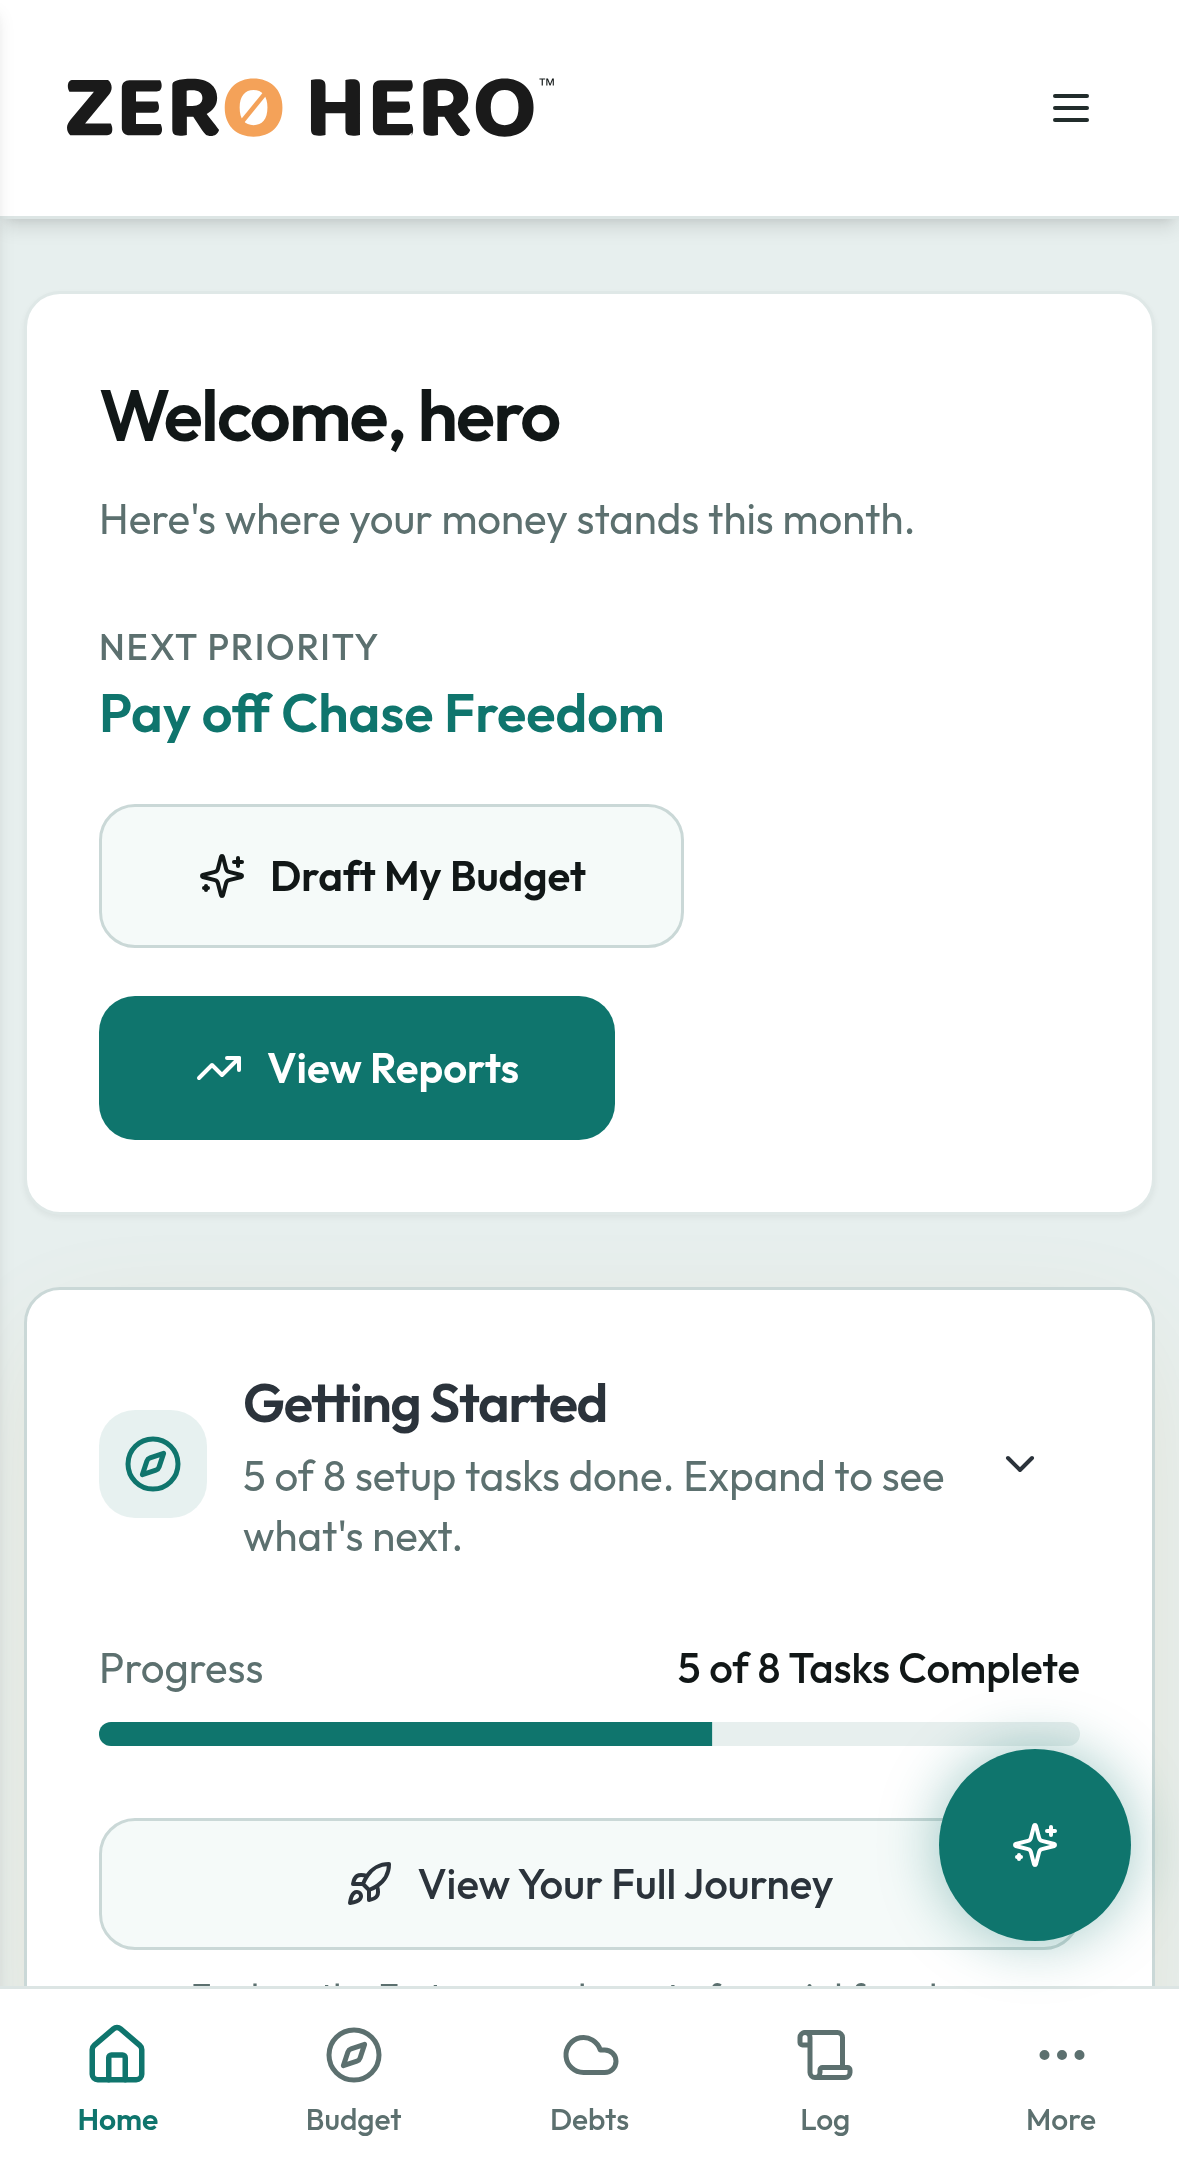 ZERO HERO™
Welcome, hero
Here's where your money stands this month.
NEXT PRIORITY
Pay off Chase Freedom
Draft My Budget
View Reports
Getting Started
5 of 8 setup tasks done. Expand to see
what's next.
Progress
5 of 8 Tasks Complete
View Your Full Journey
Home
Budget
Debts
Log
More